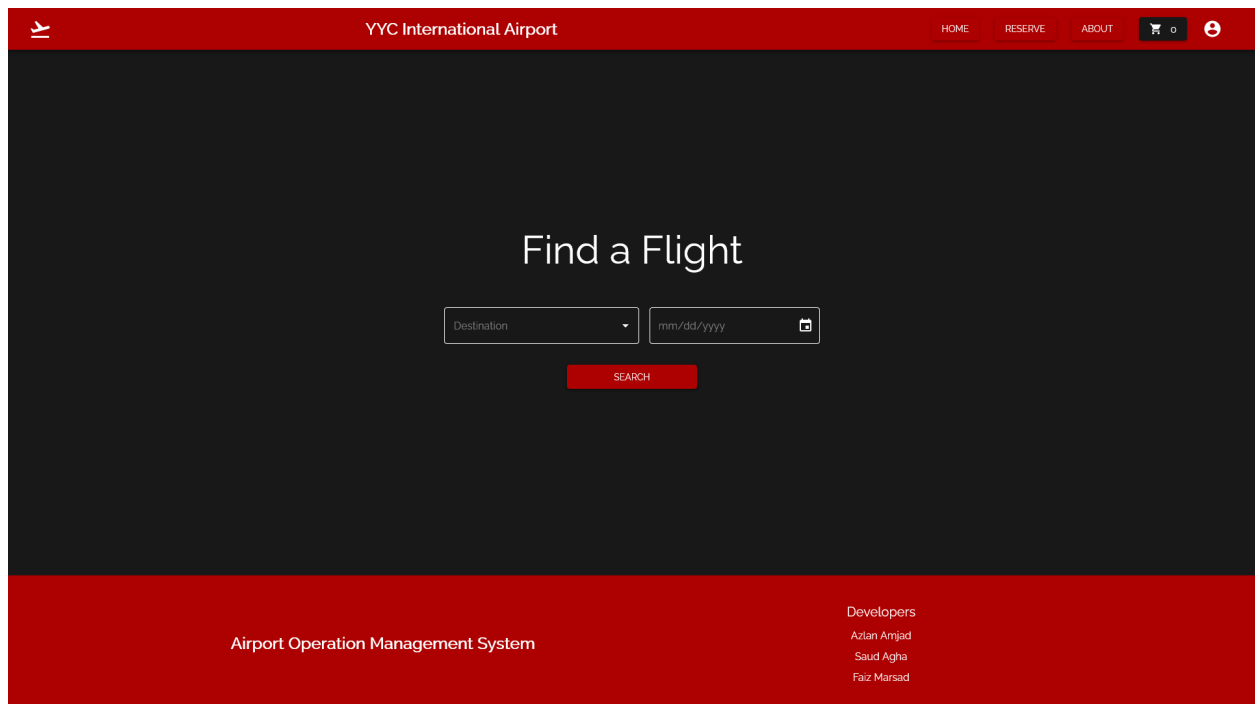 YYC International Airport
HOME
RESERVE
ABOUT
0
Find a Flight
Destination
mm/dd/yyyy
SEARCH
Airport Operation Management System
Developers
Azlan Amjad
Saud Agha
Faiz Marsad